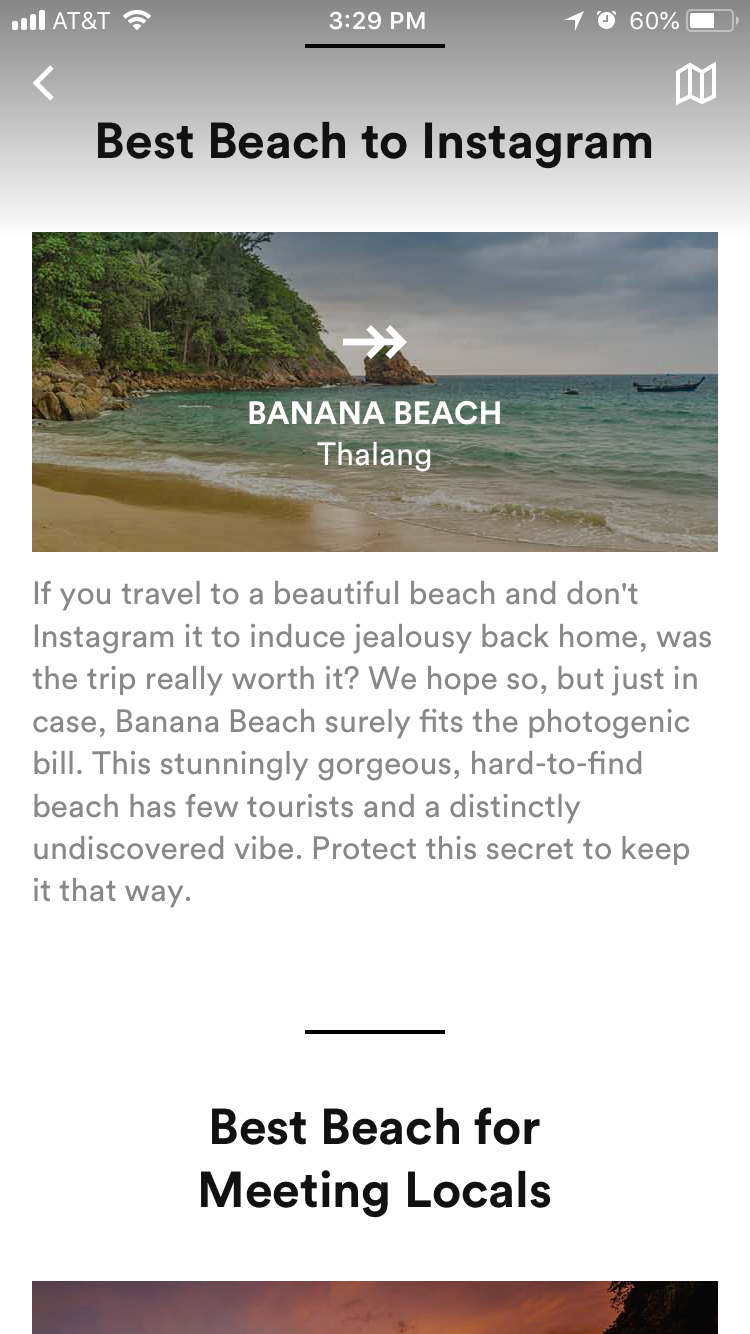 AT&T 3:29 PM 60%
Best Beach to Instagram
BANANA BEACH
Thalang
If you travel to a beautiful beach and don't
Instagram it to induce jealousy back home, was
the trip really worth it? We hope so, but just in
case, Banana Beach surely fits the photogenic
bill. This stunningly gorgeous, hard-to-find
beach has few tourists and a distinctly
undiscovered vibe. Protect this secret to keep
it that way.
Best Beach for
Meeting Locals